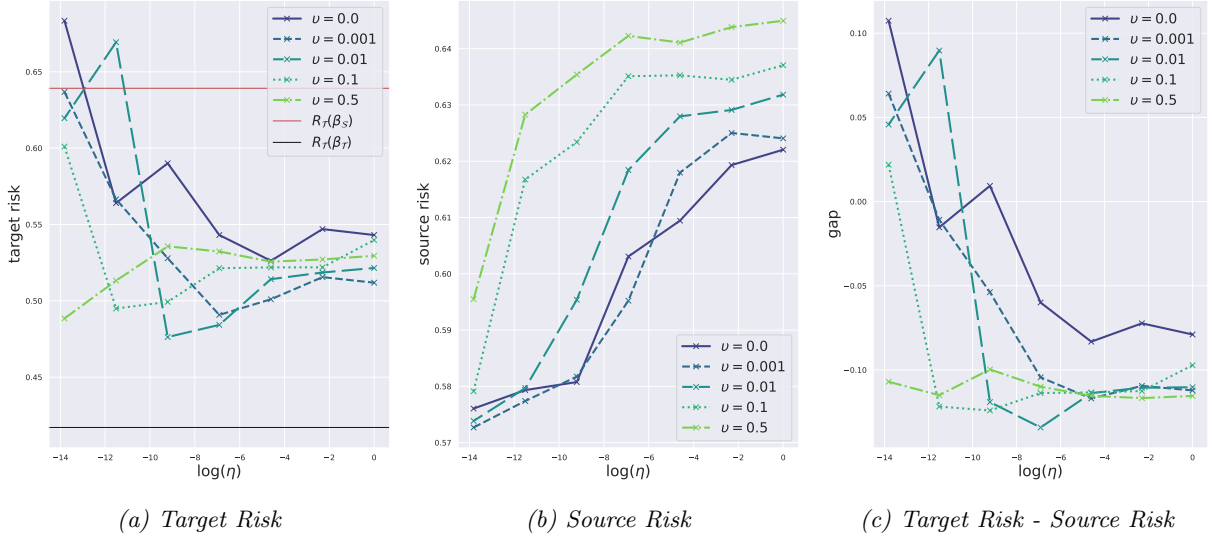 target risk
0.65
0.60
0.55
0.50
0.45
−14 −12 −10 −8 −6 −4 −2 0
log(η)
υ = 0.0
υ = 0.001
υ = 0.01
υ = 0.1
υ = 0.5
R_T(β_S)
R_T(β_T)
(a) Target Risk
source risk
0.64
0.63
0.62
0.61
0.60
0.59
0.58
0.57
−14 −12 −10 −8 −6 −4 −2 0
log(η)
υ = 0.0
υ = 0.001
υ = 0.01
υ = 0.1
υ = 0.5
(b) Source Risk
gap
0.10
0.05
0.00
−0.05
−0.10
−14 −12 −10 −8 −6 −4 −2 0
log(η)
υ = 0.0
υ = 0.001
υ = 0.01
υ = 0.1
υ = 0.5
(c) Target Risk - Source Risk